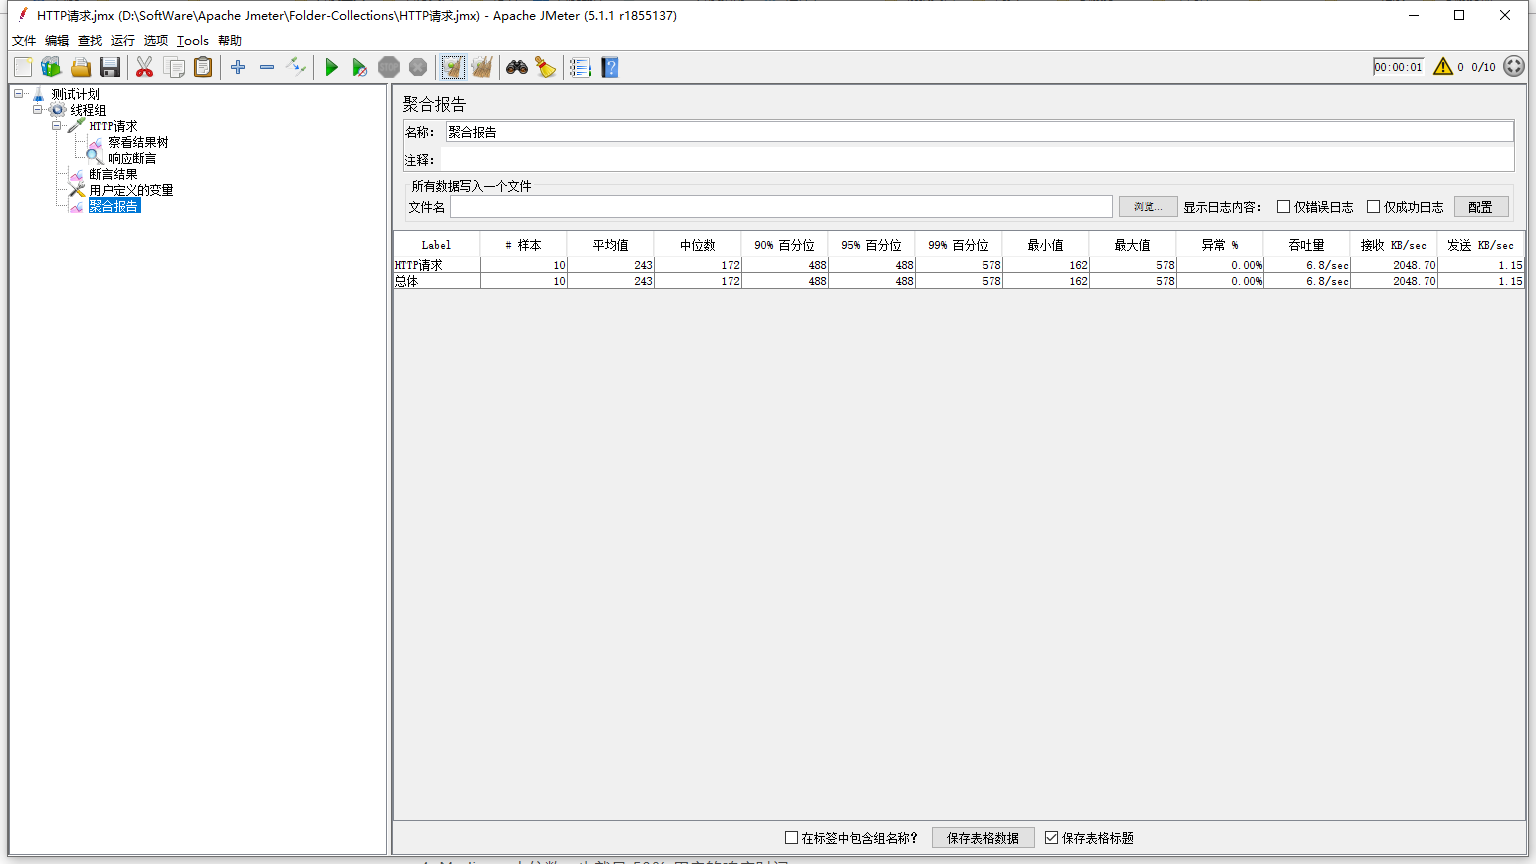 HTTP请求.jmx (D:\SoftWare\Apache Jmeter\Folder-Collections\HTTP请求.jmx) - Apache JMeter (5.1.1 r1855137)
文件 编辑 查找 运行 选项 Tools 帮助
STOP 00:00:01 0 0/10
测试计划
线程组
HTTP请求
察看结果树
响应断言
断言结果
用户定义的变量
聚合报告
聚合报告
名称: 聚合报告
注释:
所有数据写入一个文件
文件名 浏览... 显示日志内容: 仅错误日志 仅成功日志 配置
Label # 样本 平均值 中位数 90% 百分位 95% 百分位 99% 百分位 最小值 最大值 异常 % 吞吐量 接收 KB/sec 发送 KB/sec
HTTP请求 10 243 172 488 488 578 162 578 0.00% 6.8/sec 2048.70 1.15
总体 10 243 172 488 488 578 162 578 0.00% 6.8/sec 2048.70 1.15
在标签中包含组名称? 保存表格数据 保存表格标题